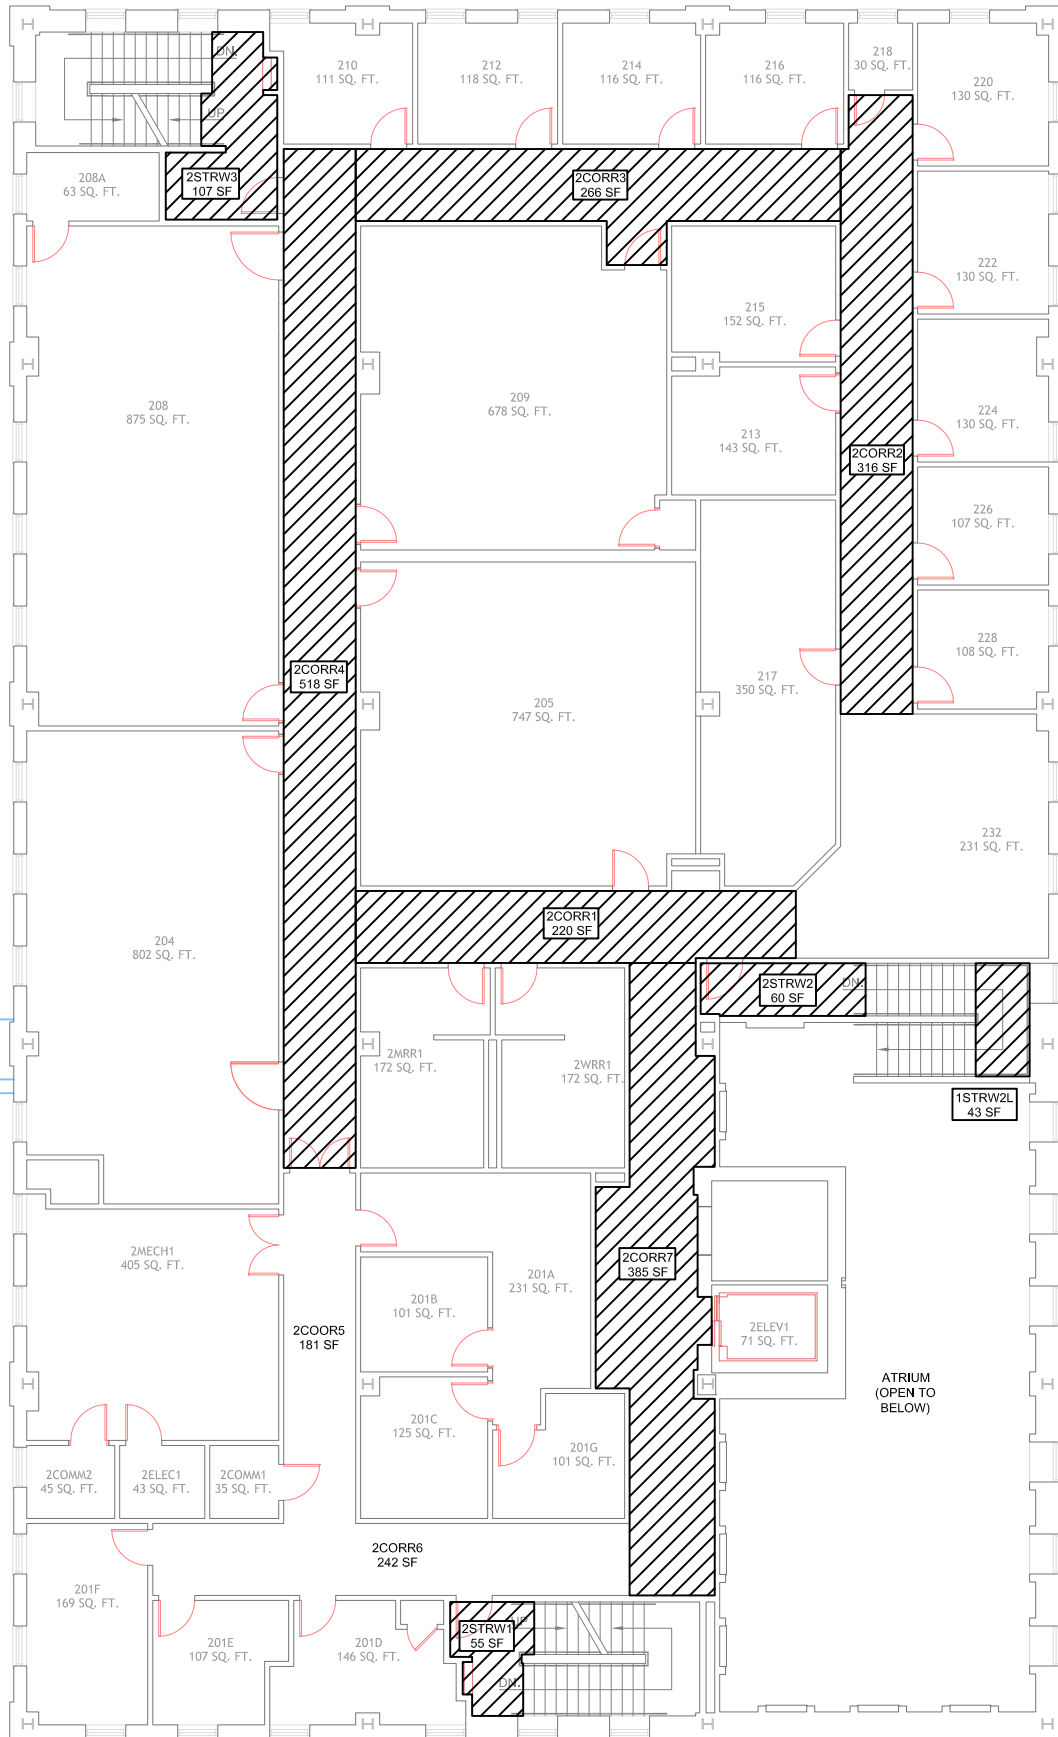 DN.
UP
210
111 SQ. FT.
212
118 SQ. FT.
214
116 SQ. FT.
216
116 SQ. FT.
218
30 SQ. FT.
220
130 SQ. FT.
208A
63 SQ. FT.
2STRW3
107 SF
2CORR3
266 SF
222
130 SQ. FT.
215
152 SQ. FT.
208
875 SQ. FT.
209
678 SQ. FT.
224
130 SQ. FT.
213
143 SQ. FT.
2CORR2
316 SF
226
107 SQ. FT.
228
108 SQ. FT.
2CORR4
518 SF
217
350 SQ. FT.
205
747 SQ. FT.
232
231 SQ. FT.
2CORR1
220 SF
204
802 SQ. FT.
2STRW2
60 SF
DN.
2MRR1
172 SQ. FT.
2WRR1
172 SQ. FT.
1STRW2L
43 SF
2MECH1
405 SQ. FT.
2CORR7
385 SF
201A
231 SQ. FT.
201B
101 SQ. FT.
2COOR5
181 SF
2ELEV1
71 SQ. FT.
ATRIUM
(OPEN TO
BELOW)
201C
125 SQ. FT.
201G
101 SQ. FT.
2COMM2
45 SQ. FT.
2ELEC1
43 SQ. FT.
2COMM1
35 SQ. FT.
2CORR6
242 SF
201F
169 SQ. FT.
201E
107 SQ. FT.
201D
146 SQ. FT.
2STRW1
55 SF
UP
DN.